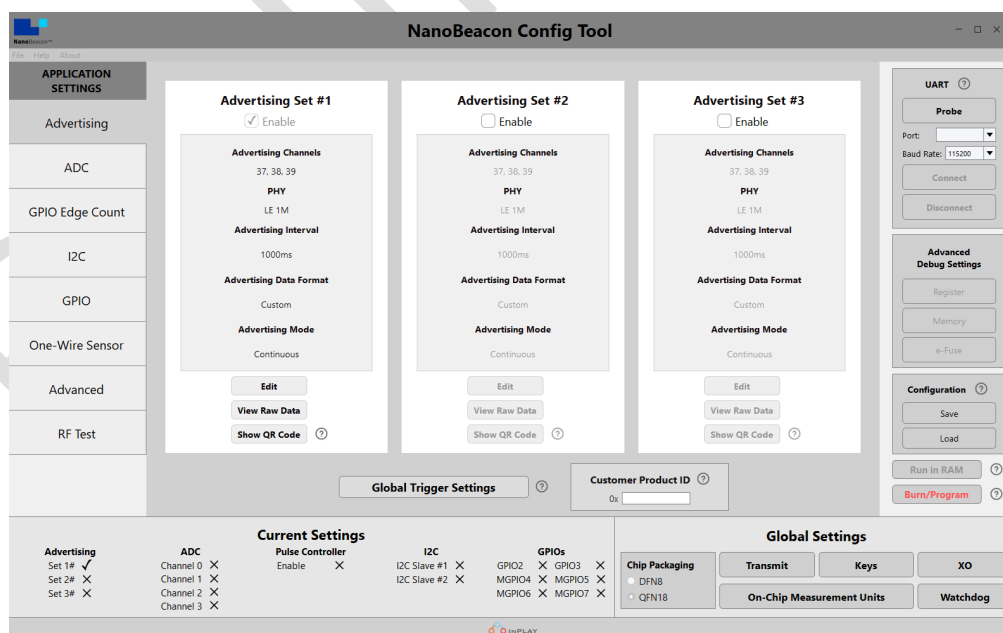 NanoBeacon Config Tool
NanoBeacon™
File Help About
APPLICATION
SETTINGS
Advertising
ADC
GPIO Edge Count
I2C
GPIO
One-Wire Sensor
Advanced
RF Test
Advertising Set #1
Enable
Advertising Channels
37, 38, 39
PHY
LE 1M
Advertising Interval
1000ms
Advertising Data Format
Custom
Advertising Mode
Continuous
Edit
View Raw Data
Show QR Code ?
Advertising Set #2
Enable
Advertising Channels
37, 38, 39
PHY
LE 1M
Advertising Interval
1000ms
Advertising Data Format
Custom
Advertising Mode
Continuous
Edit
View Raw Data
Show QR Code ?
Advertising Set #3
Enable
Advertising Channels
37, 38, 39
PHY
LE 1M
Advertising Interval
1000ms
Advertising Data Format
Custom
Advertising Mode
Continuous
Edit
View Raw Data
Show QR Code ?
Global Trigger Settings ?
Customer Product ID ?
0x
UART ?
Probe
Port:
Baud Rate: 115200
Connect
Disconnect
Advanced
Debug Settings
Register
Memory
e-Fuse
Configuration ?
Save
Load
Run in RAM ?
Burn/Program ?
Current Settings
Advertising
Set 1#
Set 2#
Set 3#
ADC
Channel 0
Channel 1
Channel 2
Channel 3
Pulse Controller
Enable
I2C
I2C Slave #1
I2C Slave #2
GPIOs
GPIO2 GPIO3
MGPIO4 MGPIO5
MGPIO6 MGPIO7
Global Settings
Chip Packaging
DFN8
QFN18
Transmit
Keys
XO
On-Chip Measurement Units
Watchdog
INPLAY